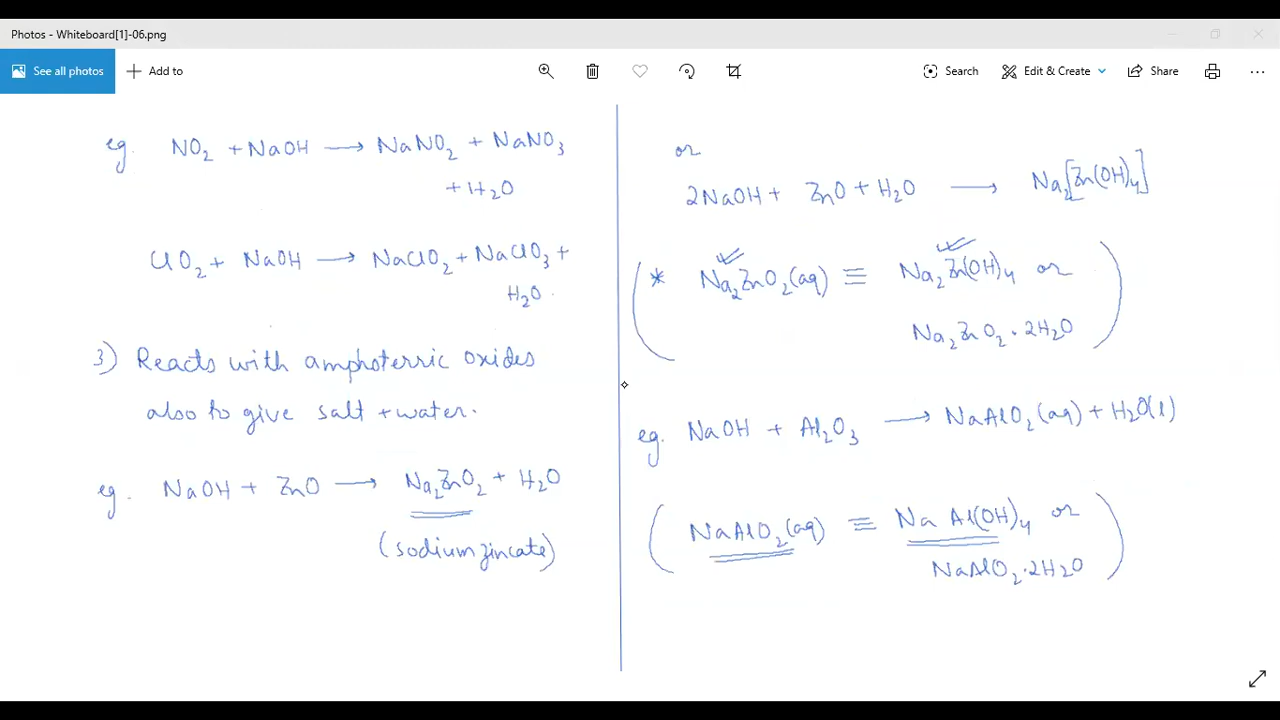 Photos - Whiteboard[1]-06.png
See all photos
Add to
Search
Edit & Create
Share
eg. NO₂ + NaOH ⟶ NaNO₂ + NaNO₃
+ H₂O
ClO₂ + NaOH ⟶ NaClO₂ + NaClO₃ +
H₂O
3) Reacts with amphoterric oxides
also to give salt + water.
eg. NaOH + ZnO ⟶ Na₂ZnO₂ + H₂O
(sodium zincate)
or
2NaOH + ZnO + H₂O ⟶ Na₂[Zn(OH)₄]
(* Na₂ZnO₂(aq) ≡ Na₂Zn(OH)₄ or
Na₂ZnO₂·2H₂O)
eg. NaOH + Al₂O₃ ⟶ NaAlO₂(aq) + H₂O(l)
(NaAlO₂(aq) ≡ Na Al(OH)₄ or
NaAlO₂·2H₂O)